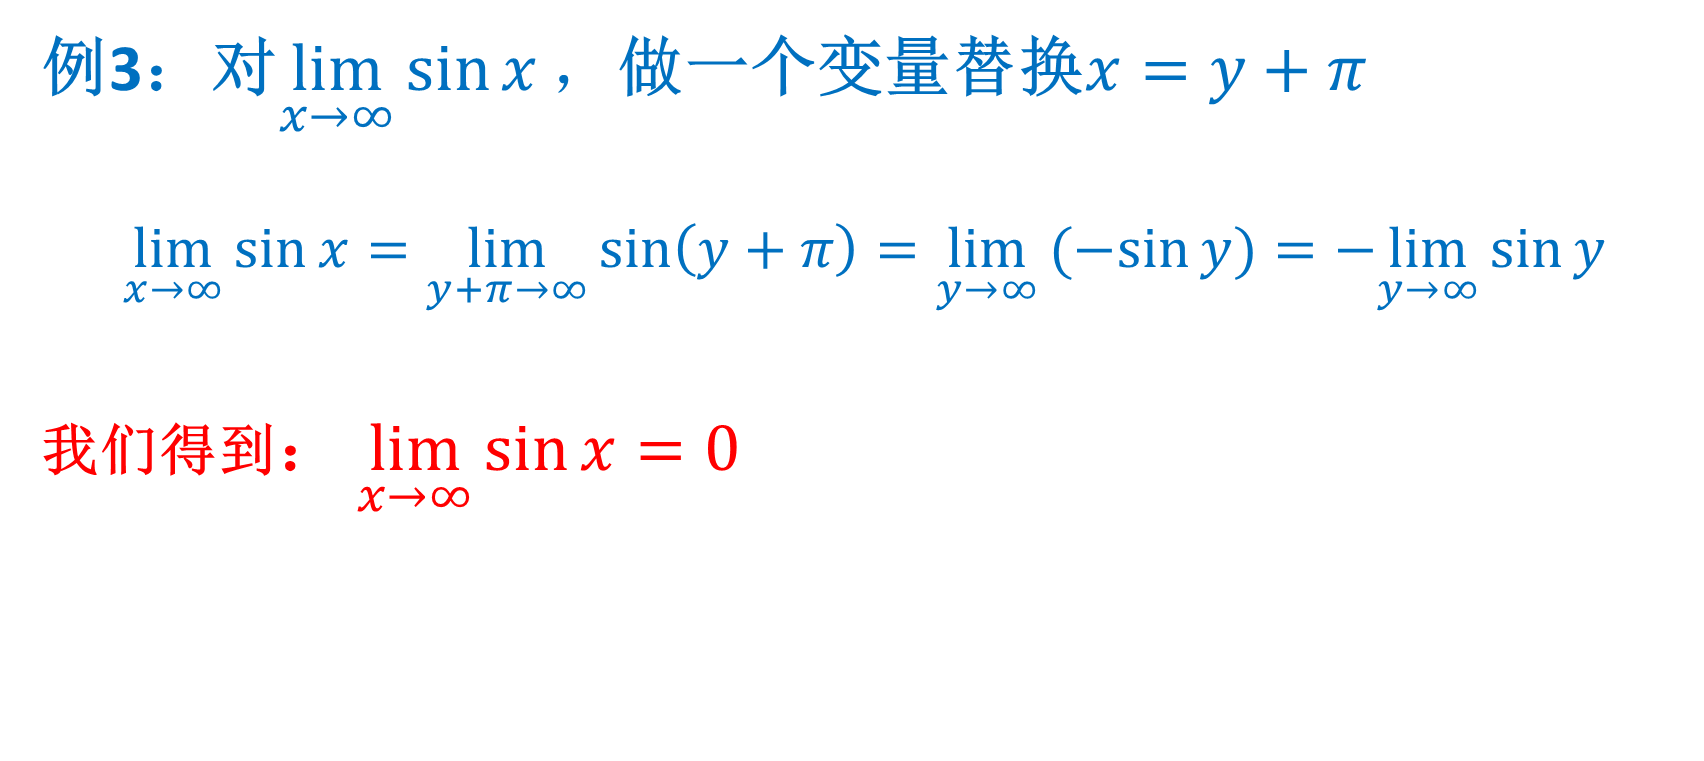 例3：对 lim_{x→∞} sin x ，做一个变量替换x = y + π
lim_{x→∞} sin x = lim_{y+π→∞} sin(y + π) = lim_{y→∞} (−sin y) = − lim_{y→∞} sin y
我们得到： lim_{x→∞} sin x = 0